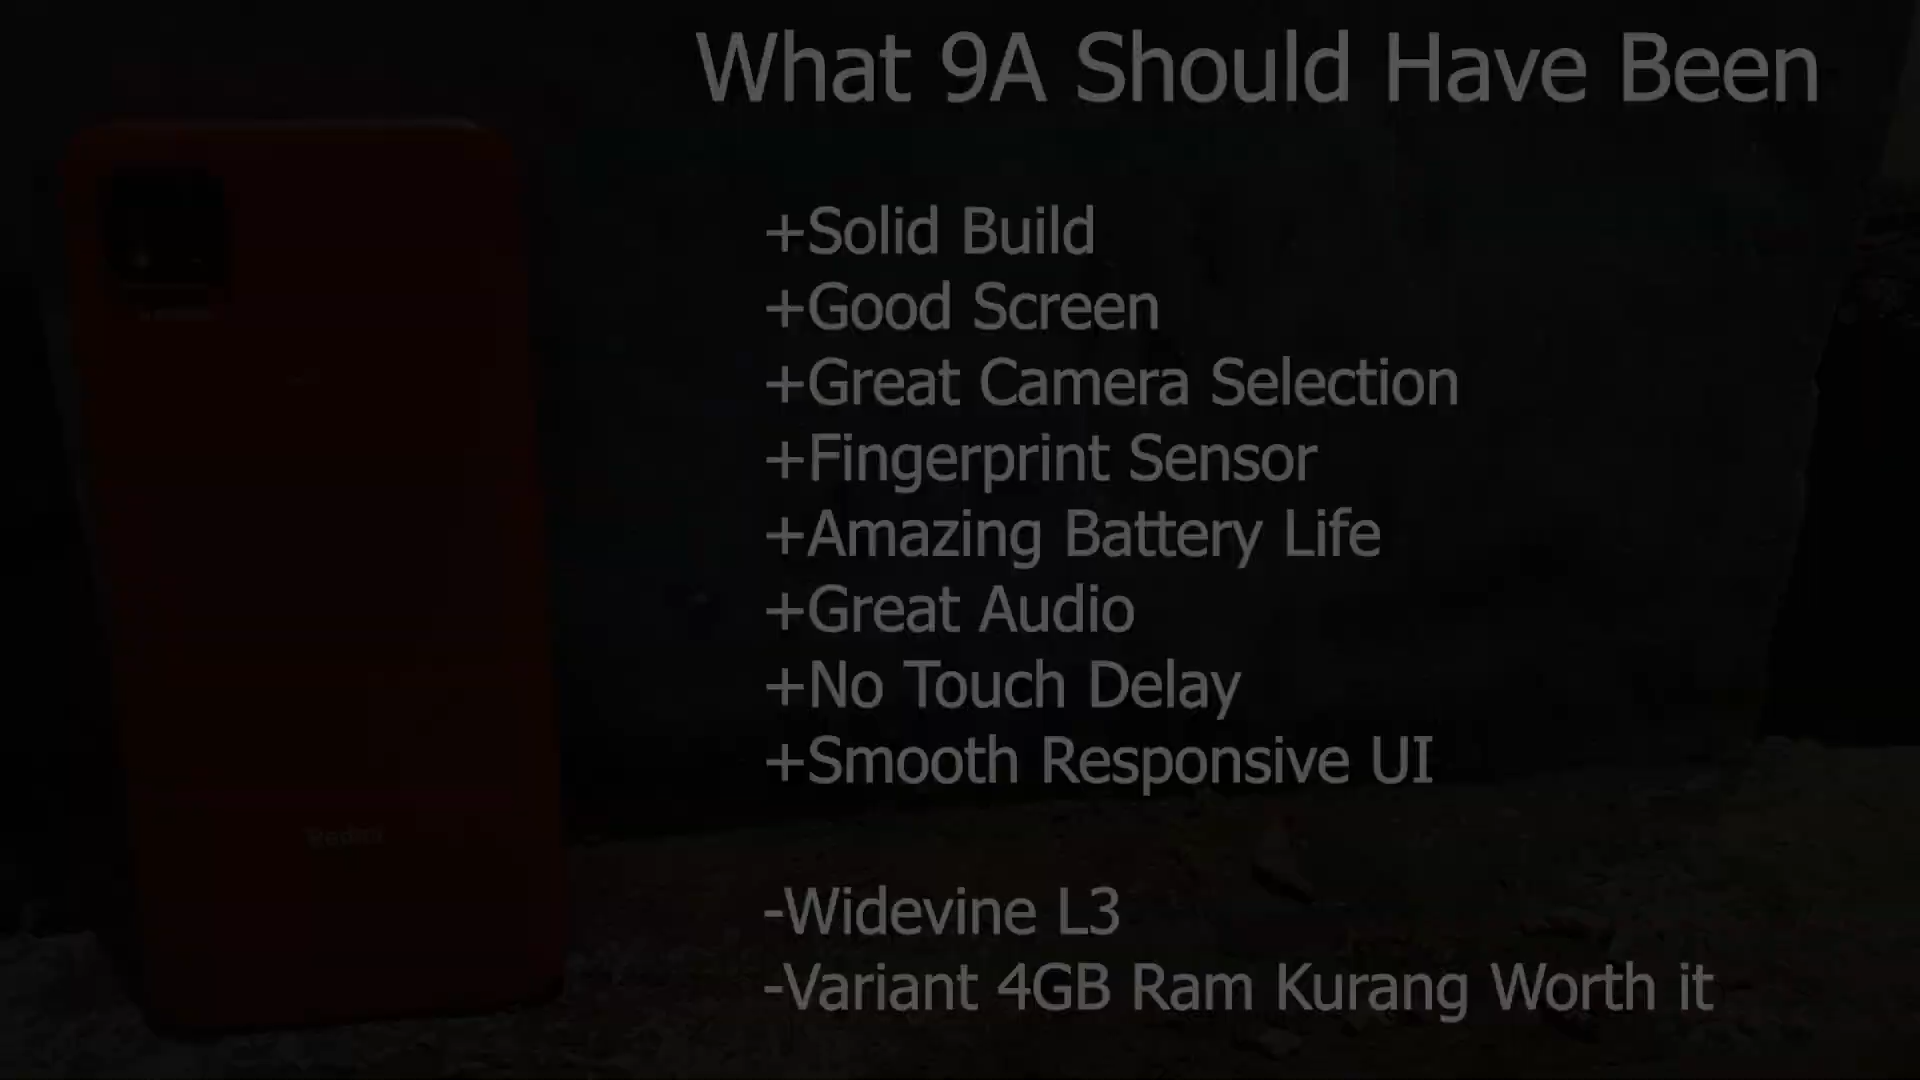 What 9A Should Have Been
+Solid Build
+Good Screen
+Great Camera Selection
+Fingerprint Sensor
+Amazing Battery Life
+Great Audio
+No Touch Delay
+Smooth Responsive UI
-Widevine L3
-Variant 4GB Ram Kurang Worth it
Redmi